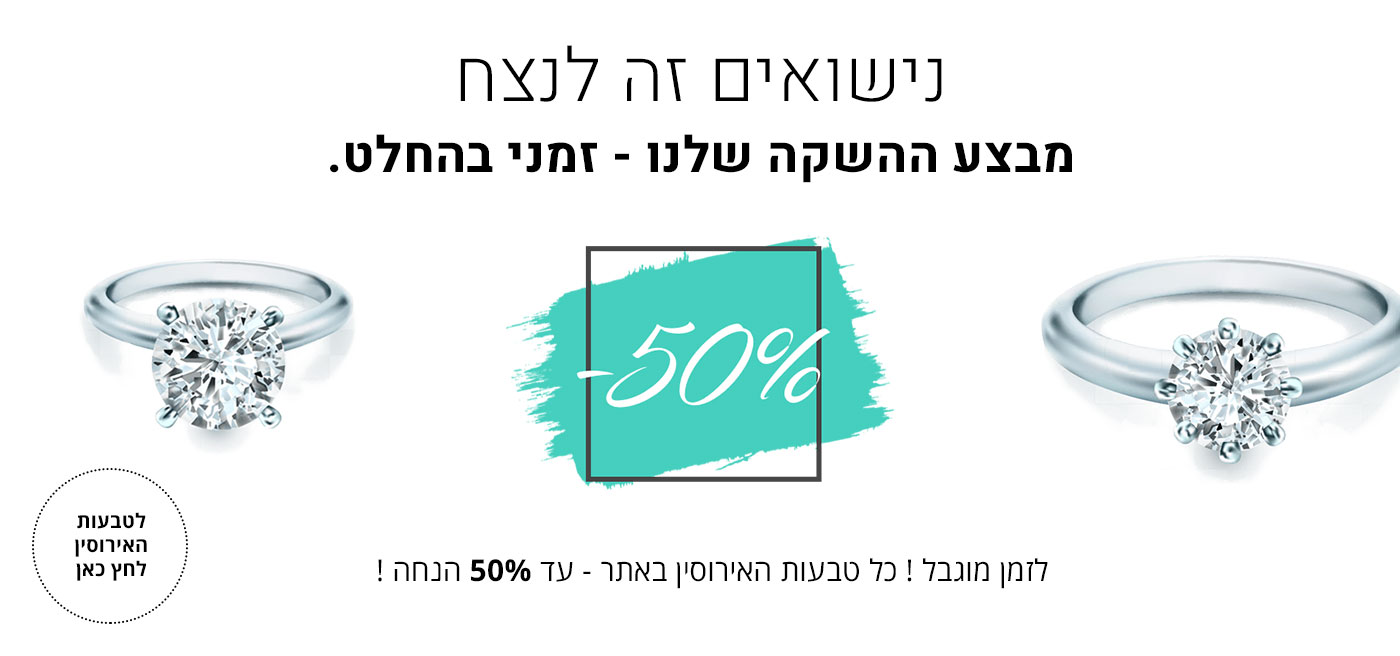 נישואים זה לנצח
מבצע ההשקה שלנו - זמני בהחלט.
-50%
לזמן מוגבל ! כל טבעות האירוסין באתר - עד 50% הנחה !
לטבעות
האירוסין
לחץ כאן